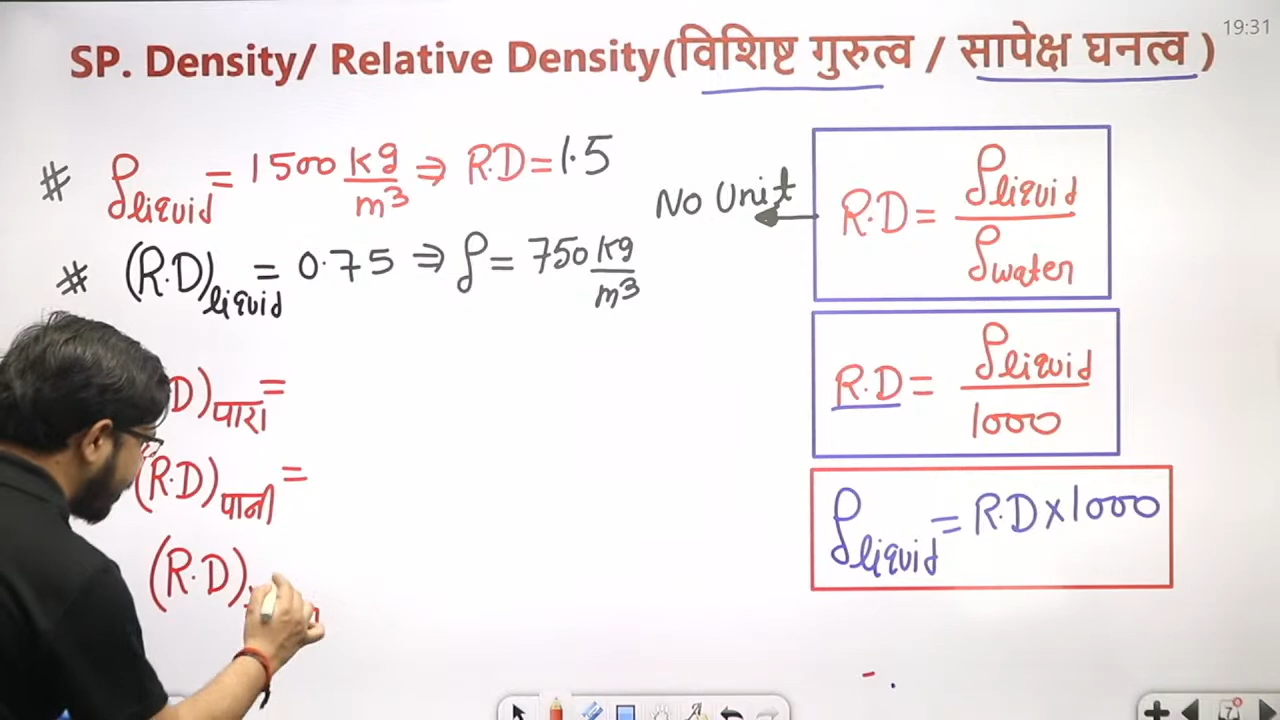 19:31
SP. Density/ Relative Density(विशिष्ट गुरुत्व / सापेक्ष घनत्व )
# ρliquid = 1500 kg/m³ ⇒ R.D = 1.5
# (R.D)liquid = 0.75 ⇒ ρ = 750 kg/m³
D)पारा =
(R.D)पानी =
(R.D)
No Unit ← R.D = ρliquid/ρwater
R.D = ρliquid/1000
ρliquid = R.D × 1000
7